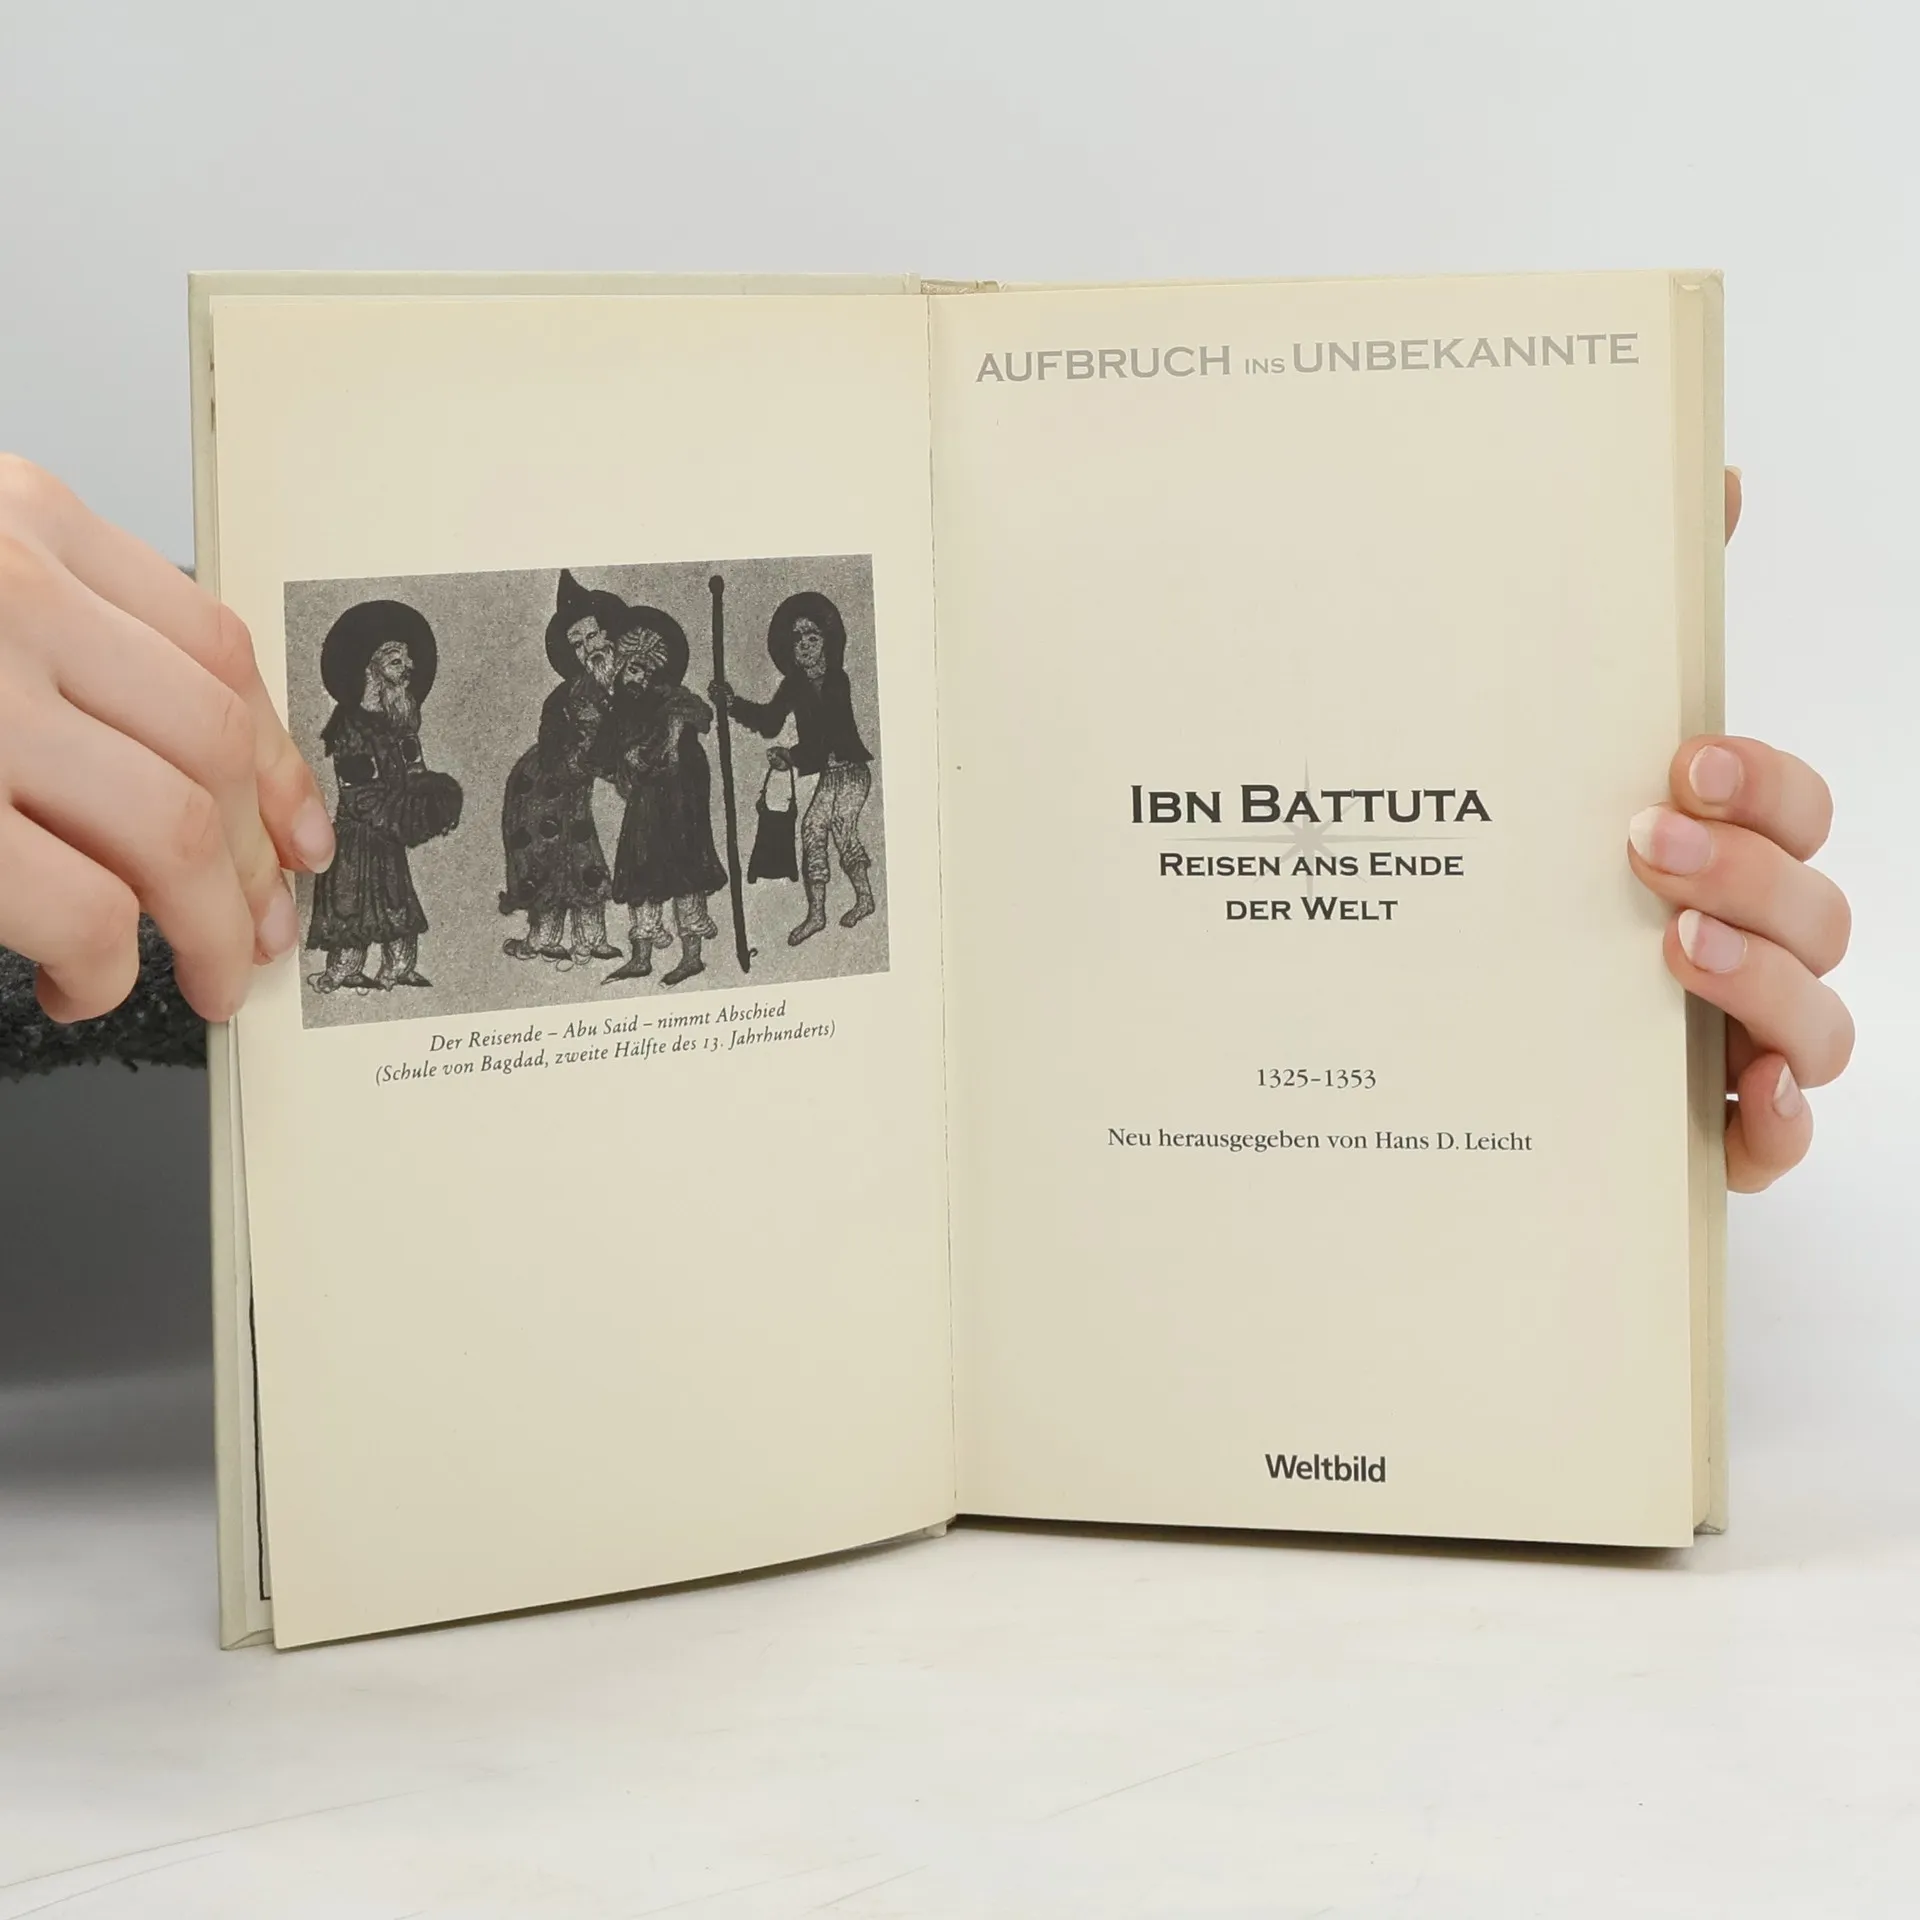 Der Reisende – Abu Said – nimmt Abschied
(Schule von Bagdad, zweite Hälfte des 13. Jahrhunderts)
AUFBRUCH INS UNBEKANNTE
IBN BATTUTA
REISEN ANS ENDE
DER WELT
1325–1353
Neu herausgegeben von Hans D. Leicht
Weltbild